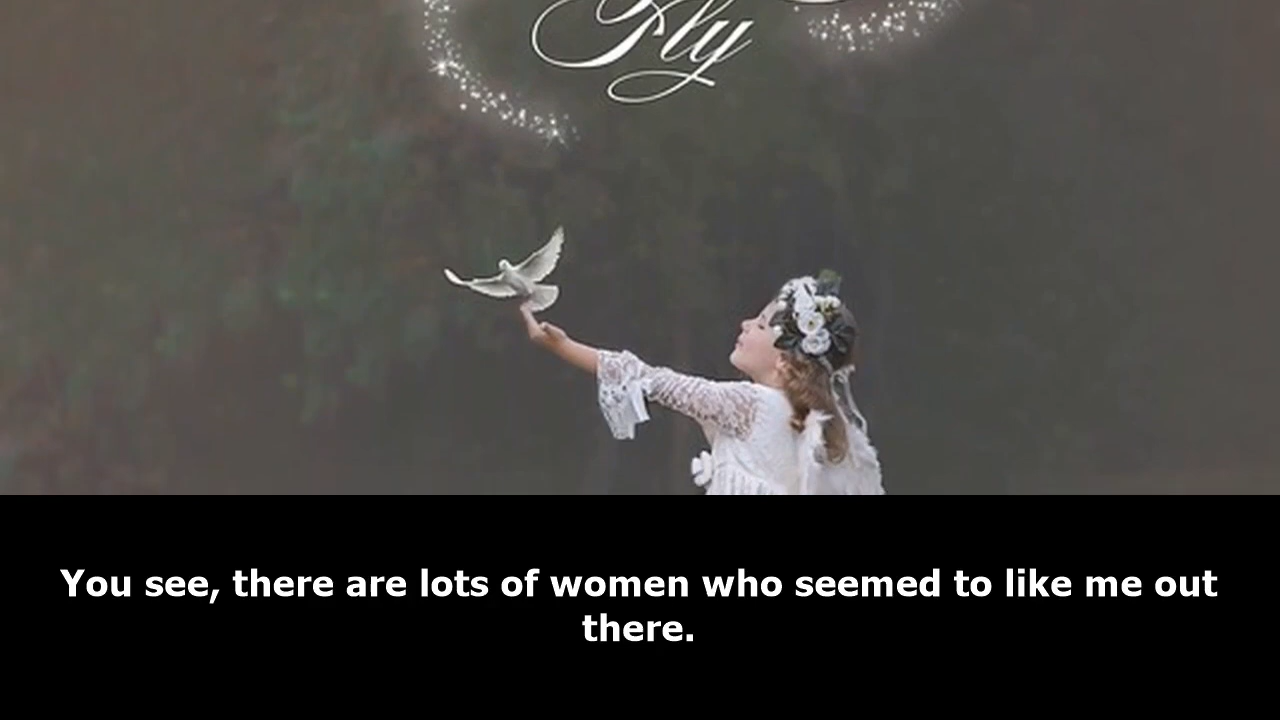 Fly
You see, there are lots of women who seemed to like me out
there.